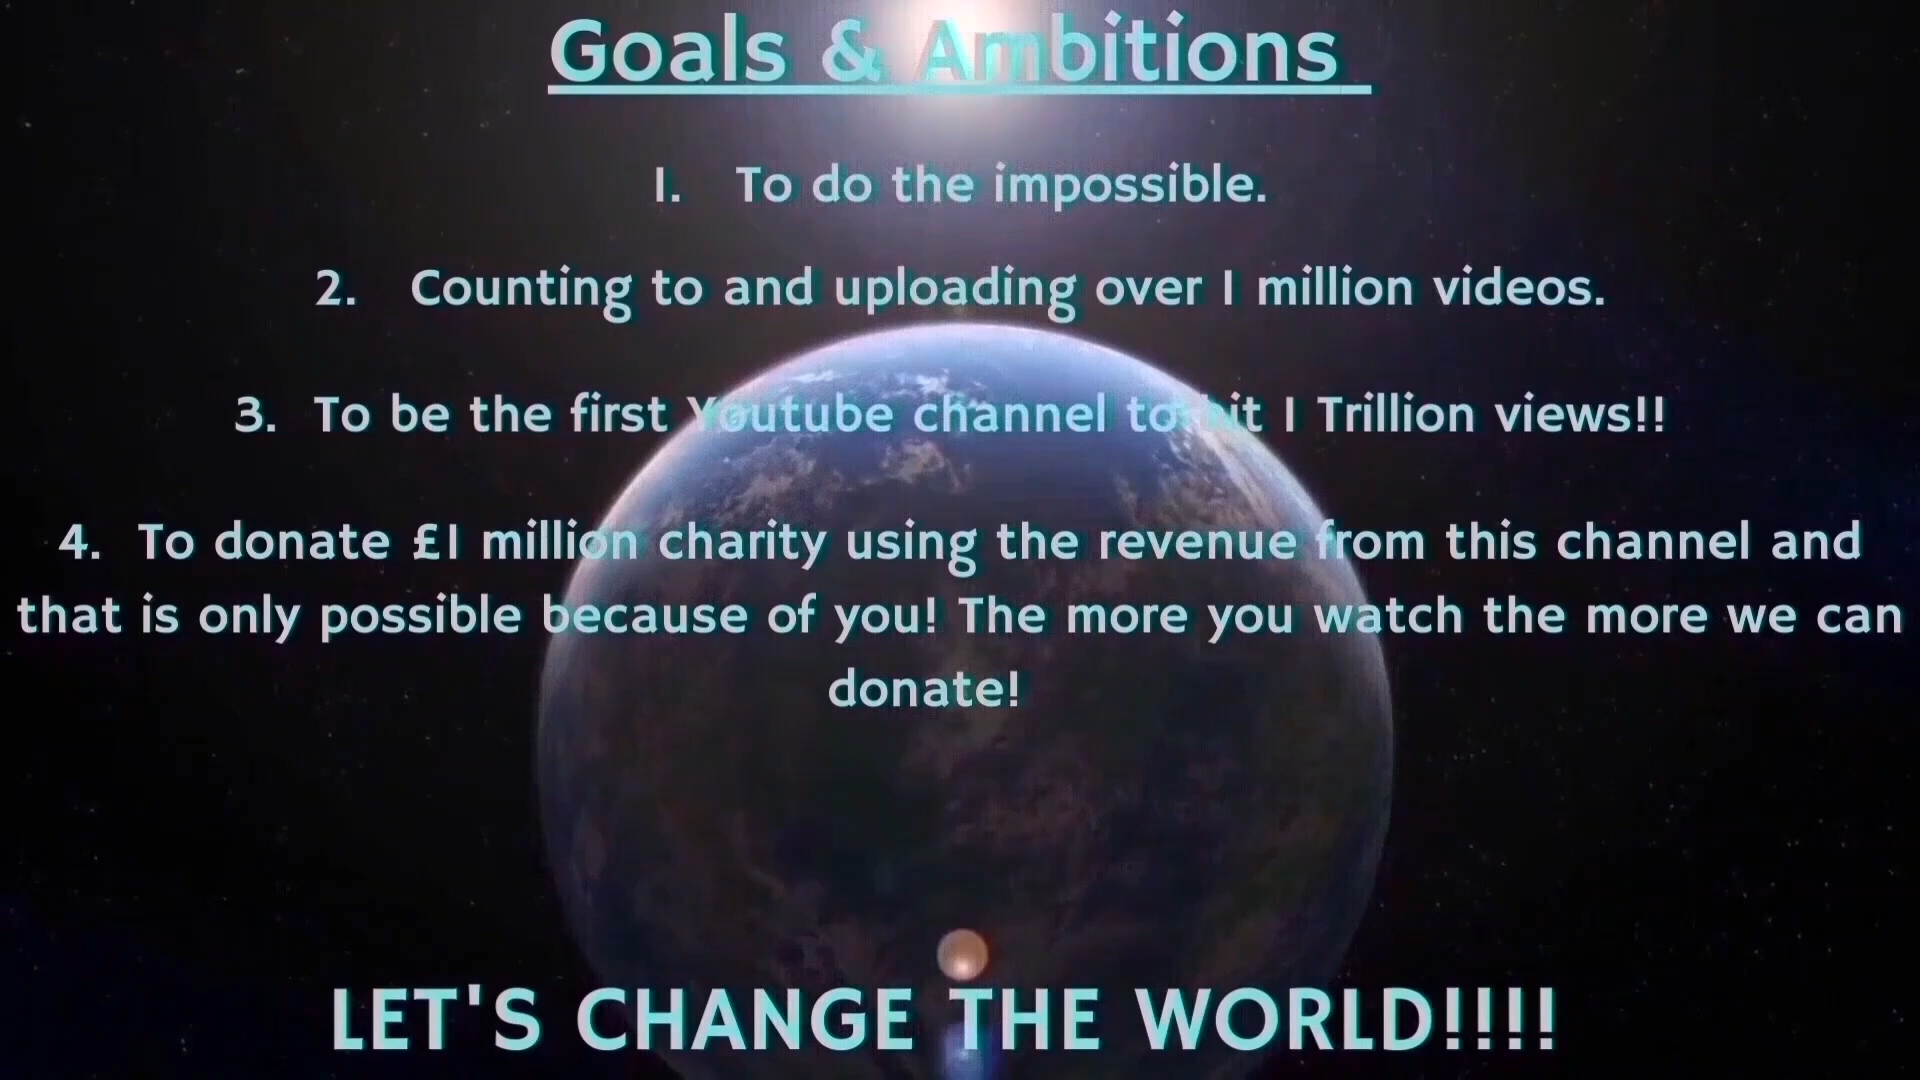 Goals & Ambitions
1. To do the impossible.
2. Counting to and uploading over 1 million videos.
3. To be the first Youtube channel to hit 1 Trillion views!!
4. To donate £1 million charity using the revenue from this channel and
that is only possible because of you! The more you watch the more we can
donate!
LET'S CHANGE THE WORLD!!!!